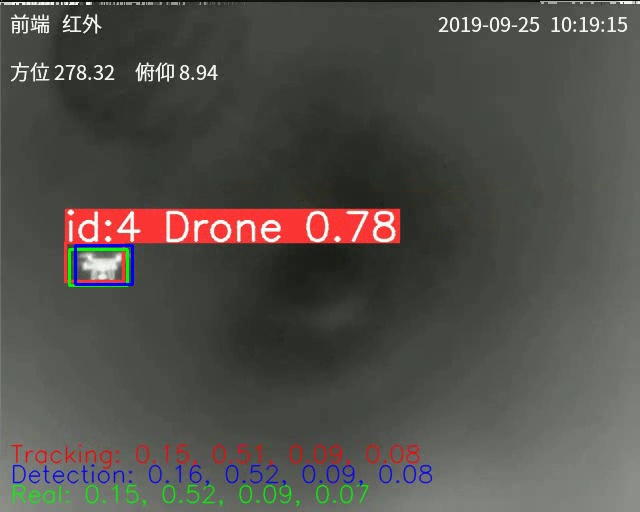 前端 红外 2019-09-25 10:19:15
方位 278.32 俯仰 8.94
id:4 Drone 0.78
Tracking: 0.15, 0.51, 0.09, 0.08
Detection: 0.16, 0.52, 0.09, 0.08
Real: 0.15, 0.52, 0.09, 0.07